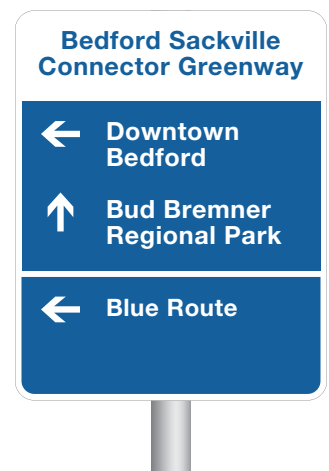 Bedford Sackville
Connector Greenway
← Downtown
Bedford
↑ Bud Bremner
Regional Park
← Blue Route